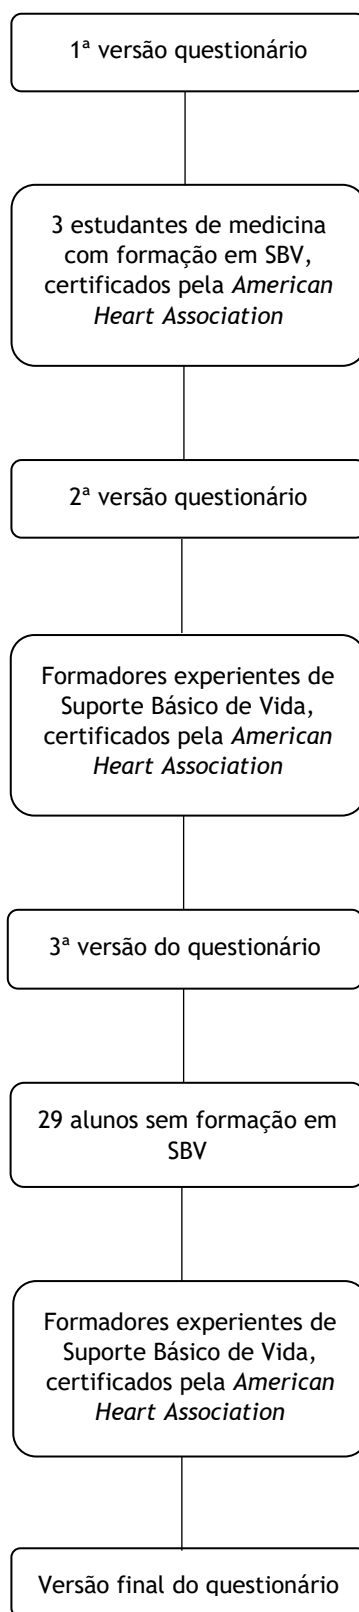 1ª versão questionário
3 estudantes de medicina
com formação em SBV,
certificados pela American
Heart Association
2ª versão questionário
Formadores experientes de
Suporte Básico de Vida,
certificados pela American
Heart Association
3ª versão do questionário
29 alunos sem formação em
SBV
Formadores experientes de
Suporte Básico de Vida,
certificados pela American
Heart Association
Versão final do questionário